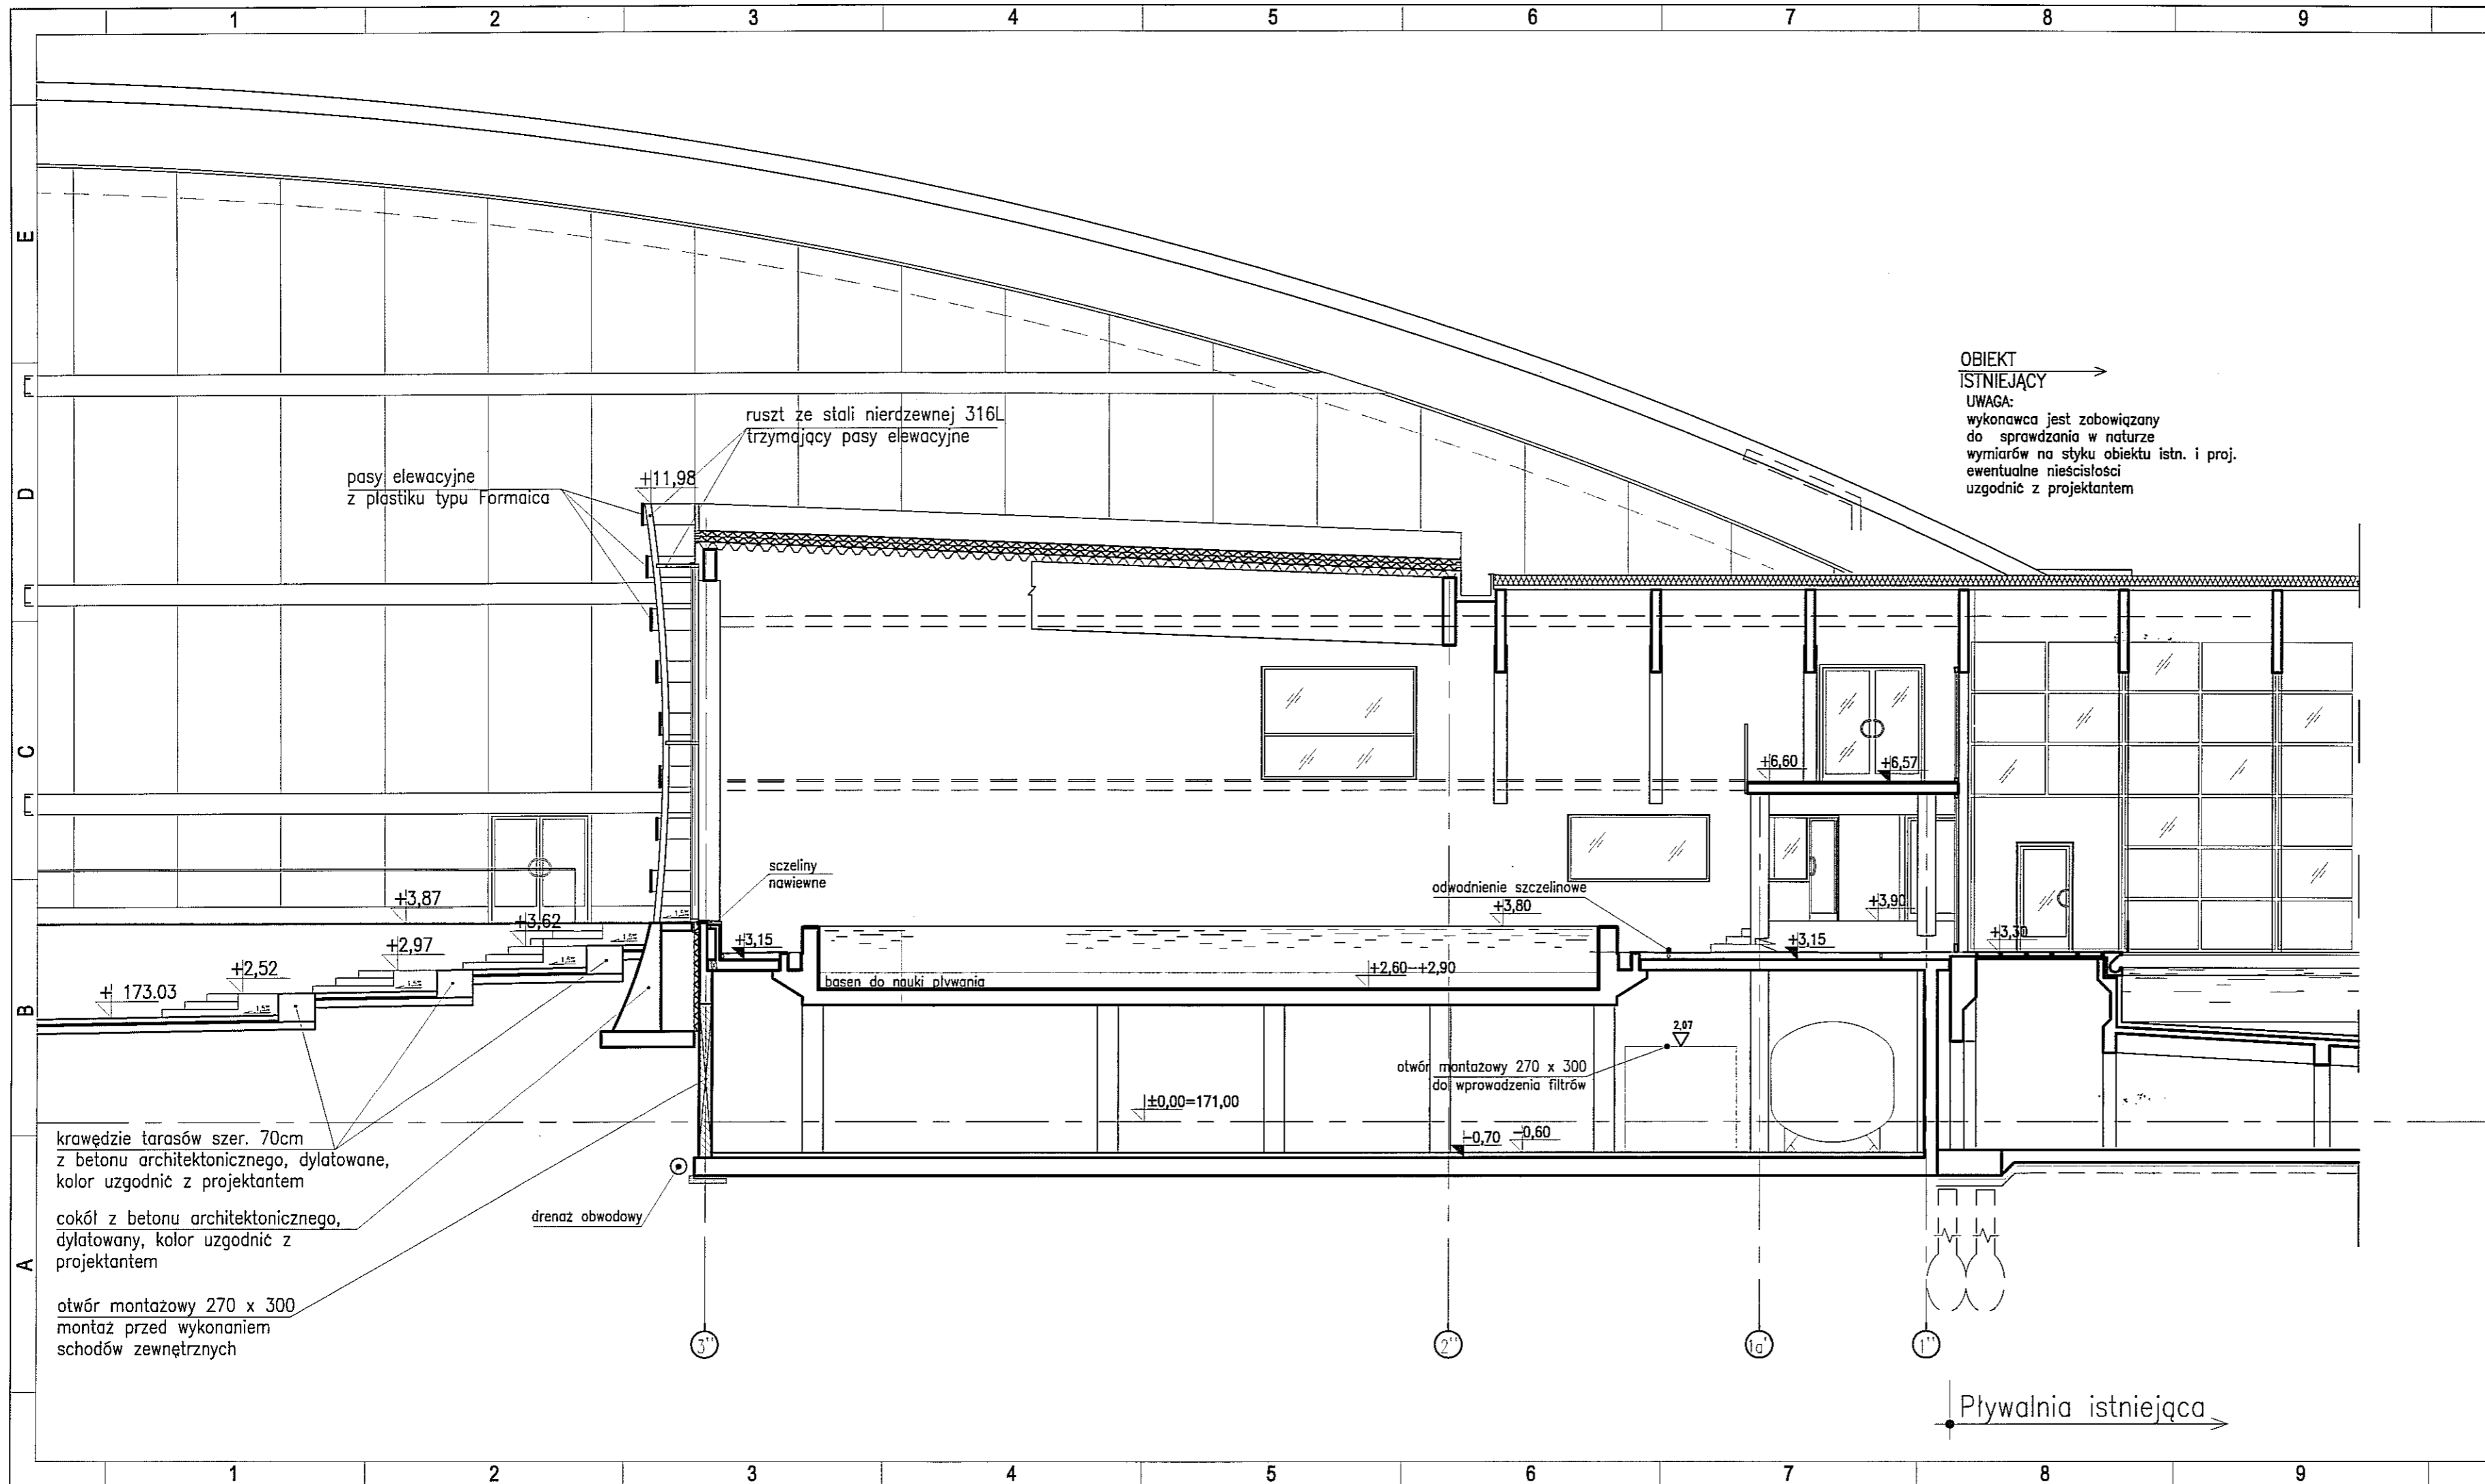 1 2 3 4 5 6 7 8 9
E
D
C
B
A
OBIEKT
ISTNIEJĄCY
UWAGA:
wykonawca jest zobowiązany
do sprawdzania w naturze
wymiarów na styku obiektu istn. i proj.
ewentualne nieścisłości
uzgodnić z projektantem
ruszt ze stali nierdzewnej 316L
trzymający pasy elewacyjne
pasy elewacyjne
z plastiku typu Formaica
+11,98
+6,60
+6,57
sczeliny
nawiewne
odwodnienie szczelinowe
+3,80
+3,90
+3,87
+3,62
+2,97
+2,52
173.03
+3,15
+3,15
+3,30
+2,60-+2,90
basen do nauki pływania
2,07
otwór montażowy 270 x 300
do wprowadzenia filtrów
±0,00=171,00
-0,70
-0,60
krawędzie tarasów szer. 70cm
z betonu architektonicznego, dylatowane,
kolor uzgodnić z projektantem
cokół z betonu architektonicznego,
dylatowany, kolor uzgodnić z
projektantem
drenaż obwodowy
otwór montażowy 270 x 300
montaż przed wykonaniem
schodów zewnętrznych
3'' 2'' 1a' 1''
Pływalnia istniejąca
1 2 3 4 5 6 7 8 9